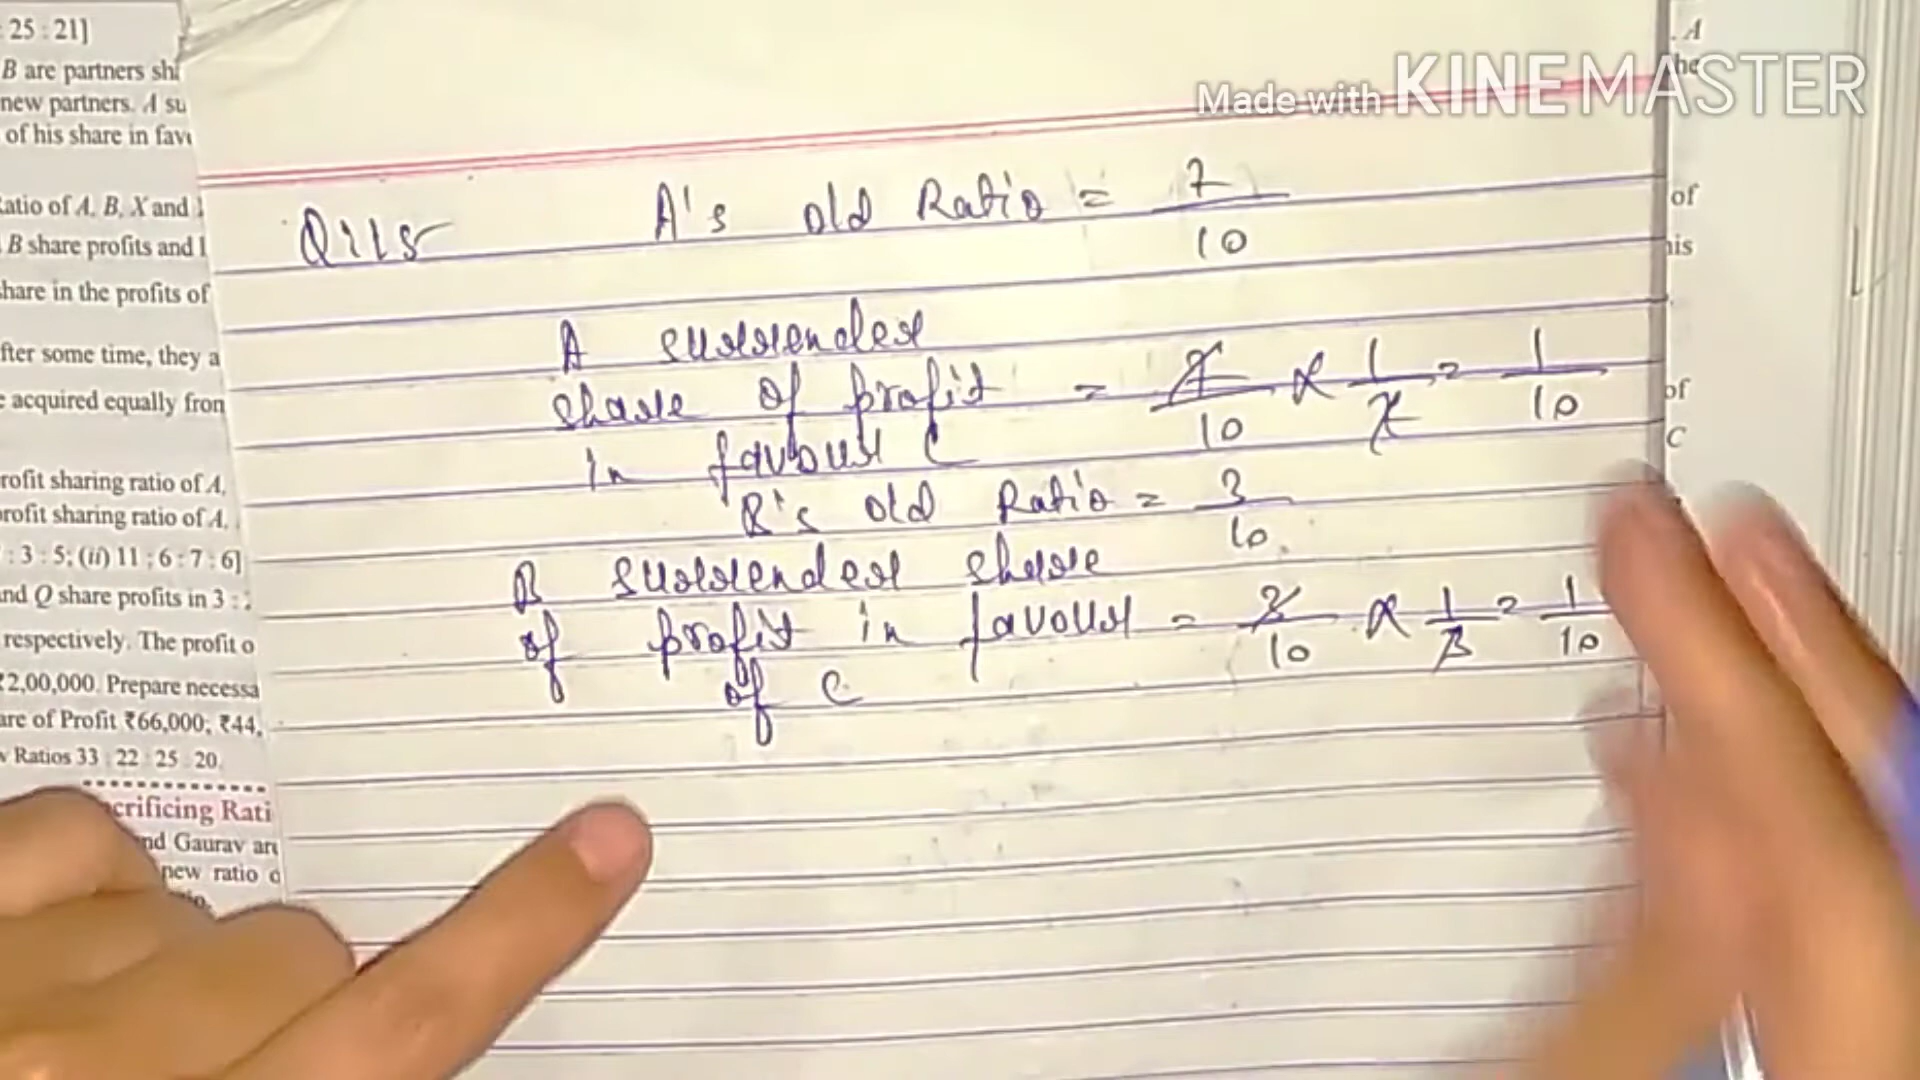 25 : 21]
B are partners sh
new partners. A su
of his share in fav
Ratio of A, B, X and
B share profits and
share in the profits of
fter some time, they a
acquired equally fron
rofit sharing ratio of A,
rofit sharing ratio of A,
: 3 : 5; (ii) 11 : 6 : 7 : 6]
nd Q share profits in 3 :
respectively. The profit o
₹2,00,000. Prepare necessa
are of Profit ₹66,000; ₹44,
Ratios 33 : 22 : 25 : 20.
crificing Rati
nd Gaurav are
new ratio o
Made with KINEMASTER
Q115 A's old Ratio = 7/10
A surrender
share of profit = 7/10 × 1/7 = 1/10
in favour C
B's old Ratio = 3/10
B surrender share
of profit in favour = 3/10 × 1/3 = 1/10
of C
A
he
of
his
of
C